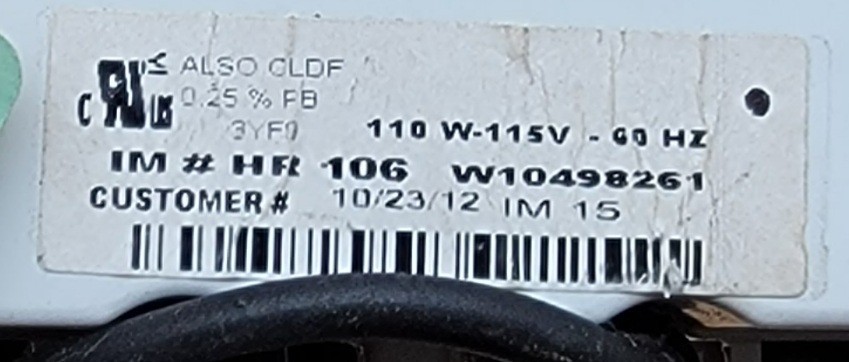 ALSO CLDF
0.25 % PB
3YF9 110 W-115V - 60 HZ
IM # HR 106 W10498261
CUSTOMER # 10/23/12 IM 15